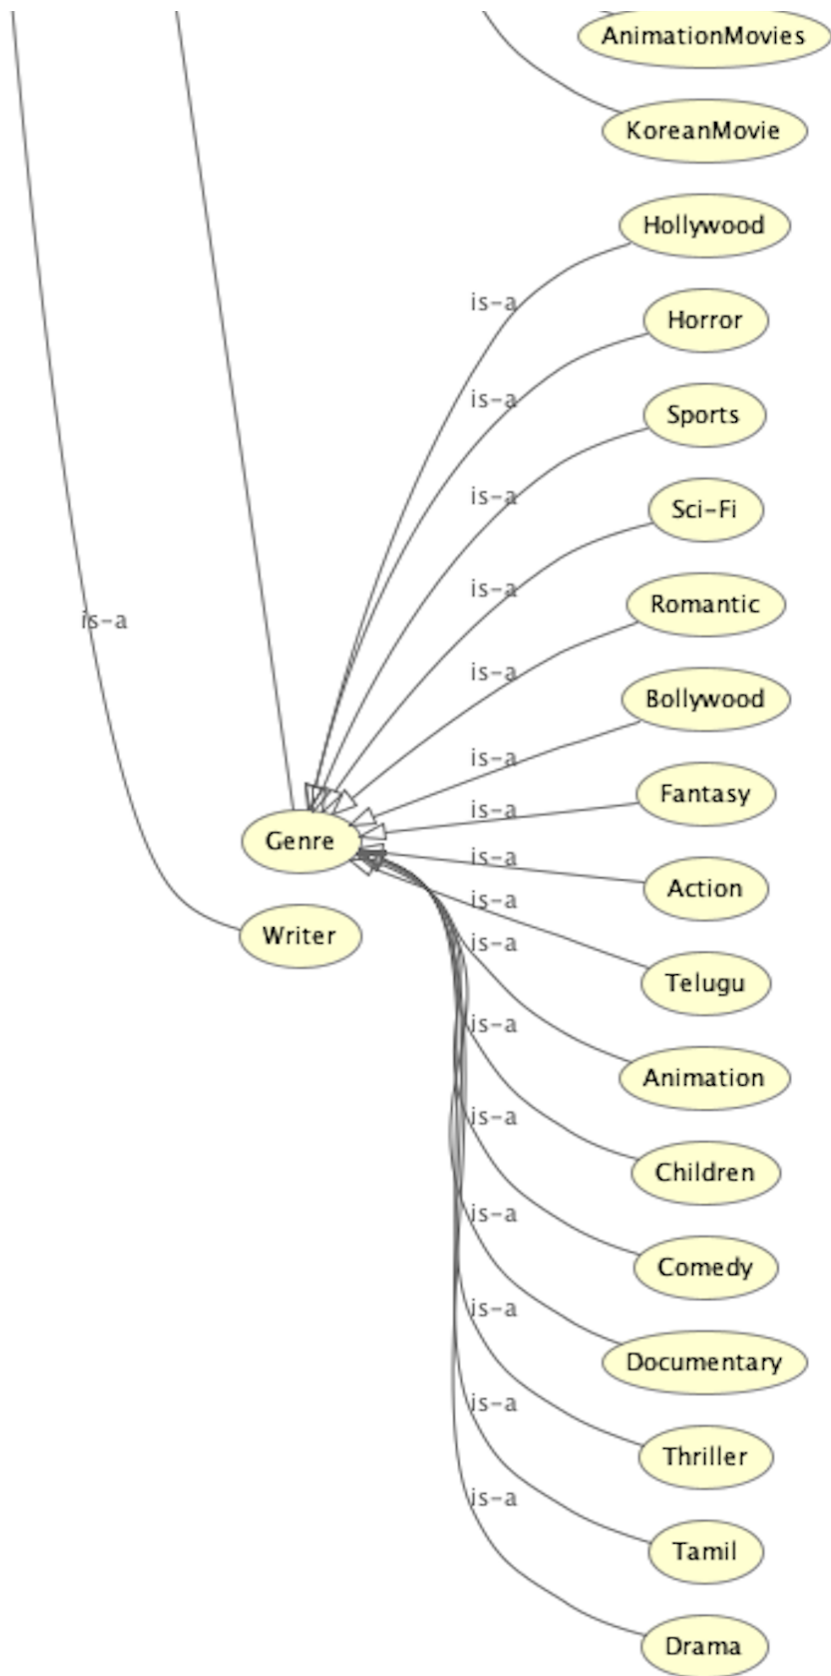 AnimationMovies
KoreanMovie
Hollywood
is-a
Horror
is-a
Sports
is-a
Sci-Fi
is-a
Romantic
is-a
is-a
Bollywood
is-a
Fantasy
is-a
Genre
is-a
Action
is-a
Writer
is-a
Telugu
is-a
Animation
is-a
Children
is-a
Comedy
is-a
Documentary
is-a
Thriller
is-a
Tamil
Drama